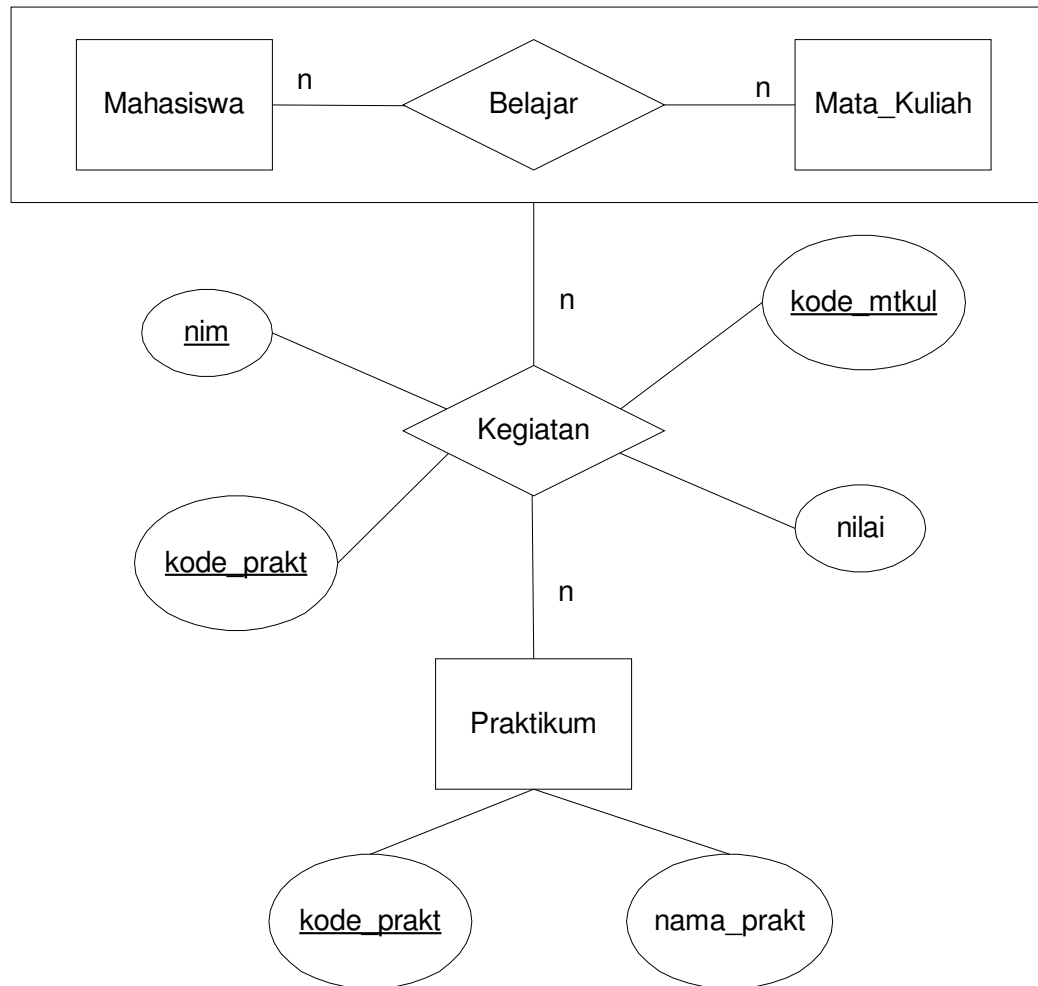 Mahasiswa
n
Belajar
n
Mata_Kuliah
n
kode_mtkul
nim
Kegiatan
nilai
kode_prakt
n
Praktikum
kode_prakt
nama_prakt